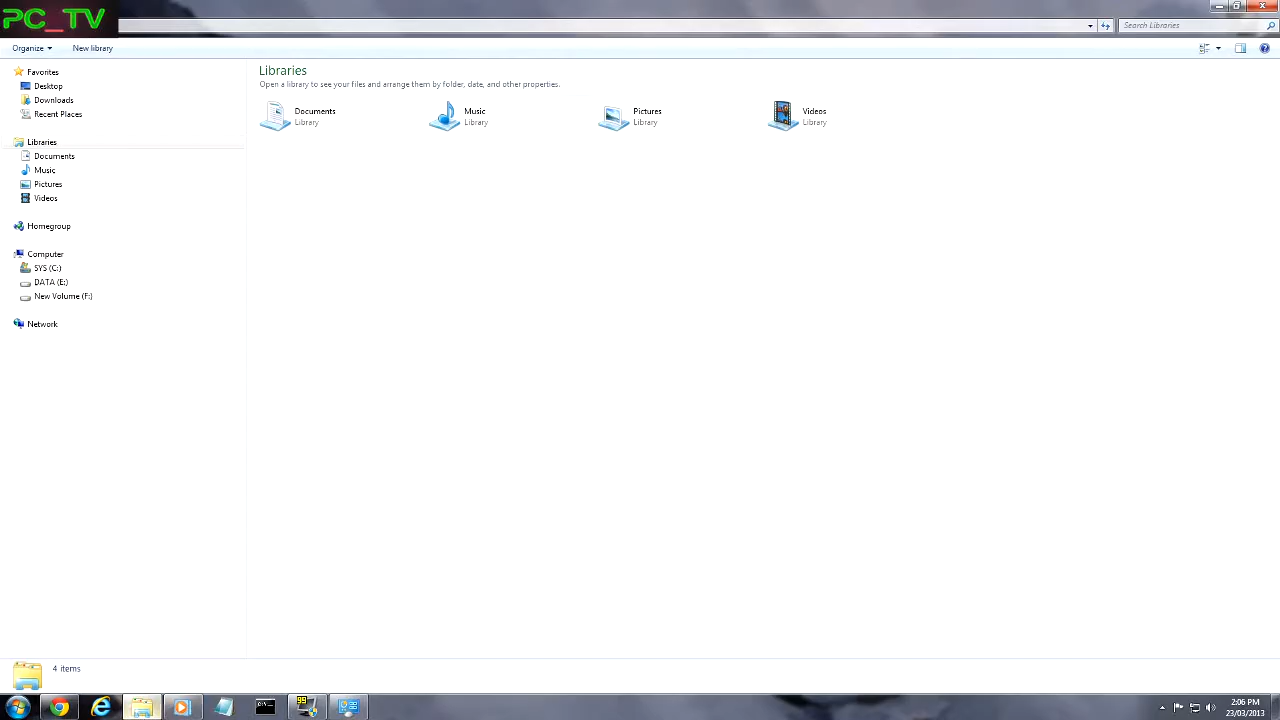 PC_TV
Search Libraries
Organize
New library
Favorites
Desktop
Downloads
Recent Places
Libraries
Documents
Music
Pictures
Videos
Homegroup
Computer
SYS (C:)
DATA (E:)
New Volume (F:)
Network
Libraries
Open a library to see your files and arrange them by folder, date, and other properties.
Documents
Library
Music
Library
Pictures
Library
Videos
Library
4 items
99
2:06 PM
23/03/2013